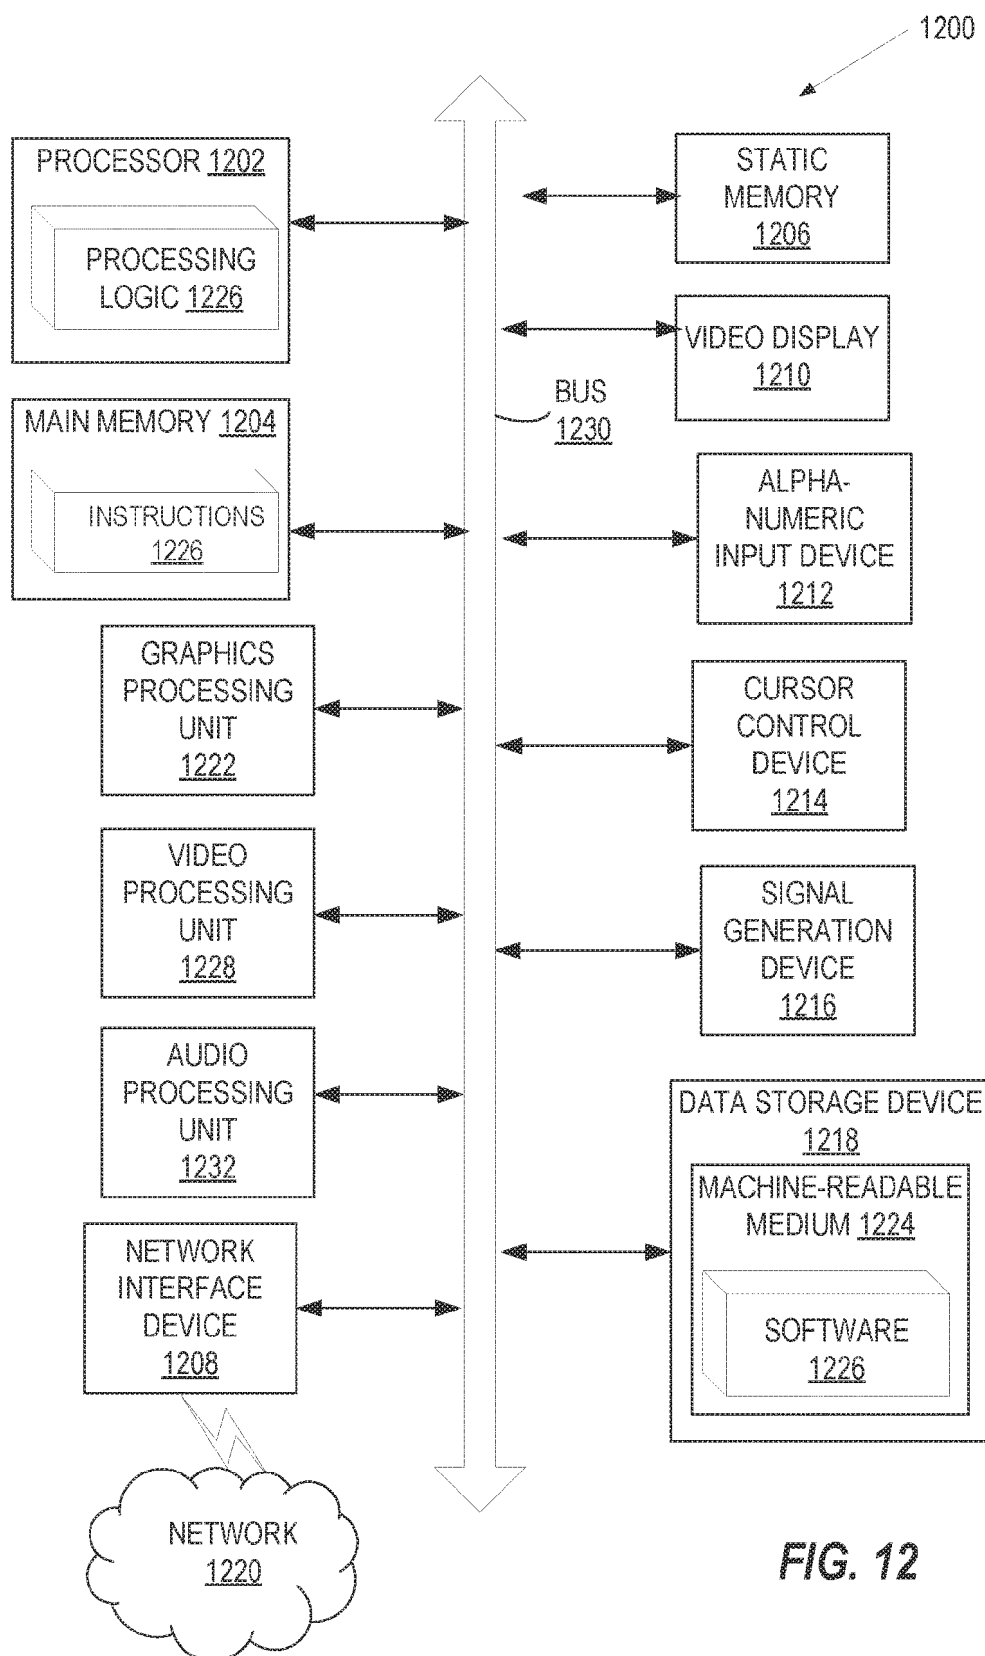 1200
PROCESSOR 1202
PROCESSING
LOGIC 1226
MAIN MEMORY 1204
INSTRUCTIONS
1226
GRAPHICS
PROCESSING
UNIT
1222
VIDEO
PROCESSING
UNIT
1228
AUDIO
PROCESSING
UNIT
1232
NETWORK
INTERFACE
DEVICE
1208
NETWORK
1220
BUS
1230
STATIC
MEMORY
1206
VIDEO DISPLAY
1210
ALPHA-
NUMERIC
INPUT DEVICE
1212
CURSOR
CONTROL
DEVICE
1214
SIGNAL
GENERATION
DEVICE
1216
DATA STORAGE DEVICE
1218
MACHINE-READABLE
MEDIUM 1224
SOFTWARE
1226
FIG. 12